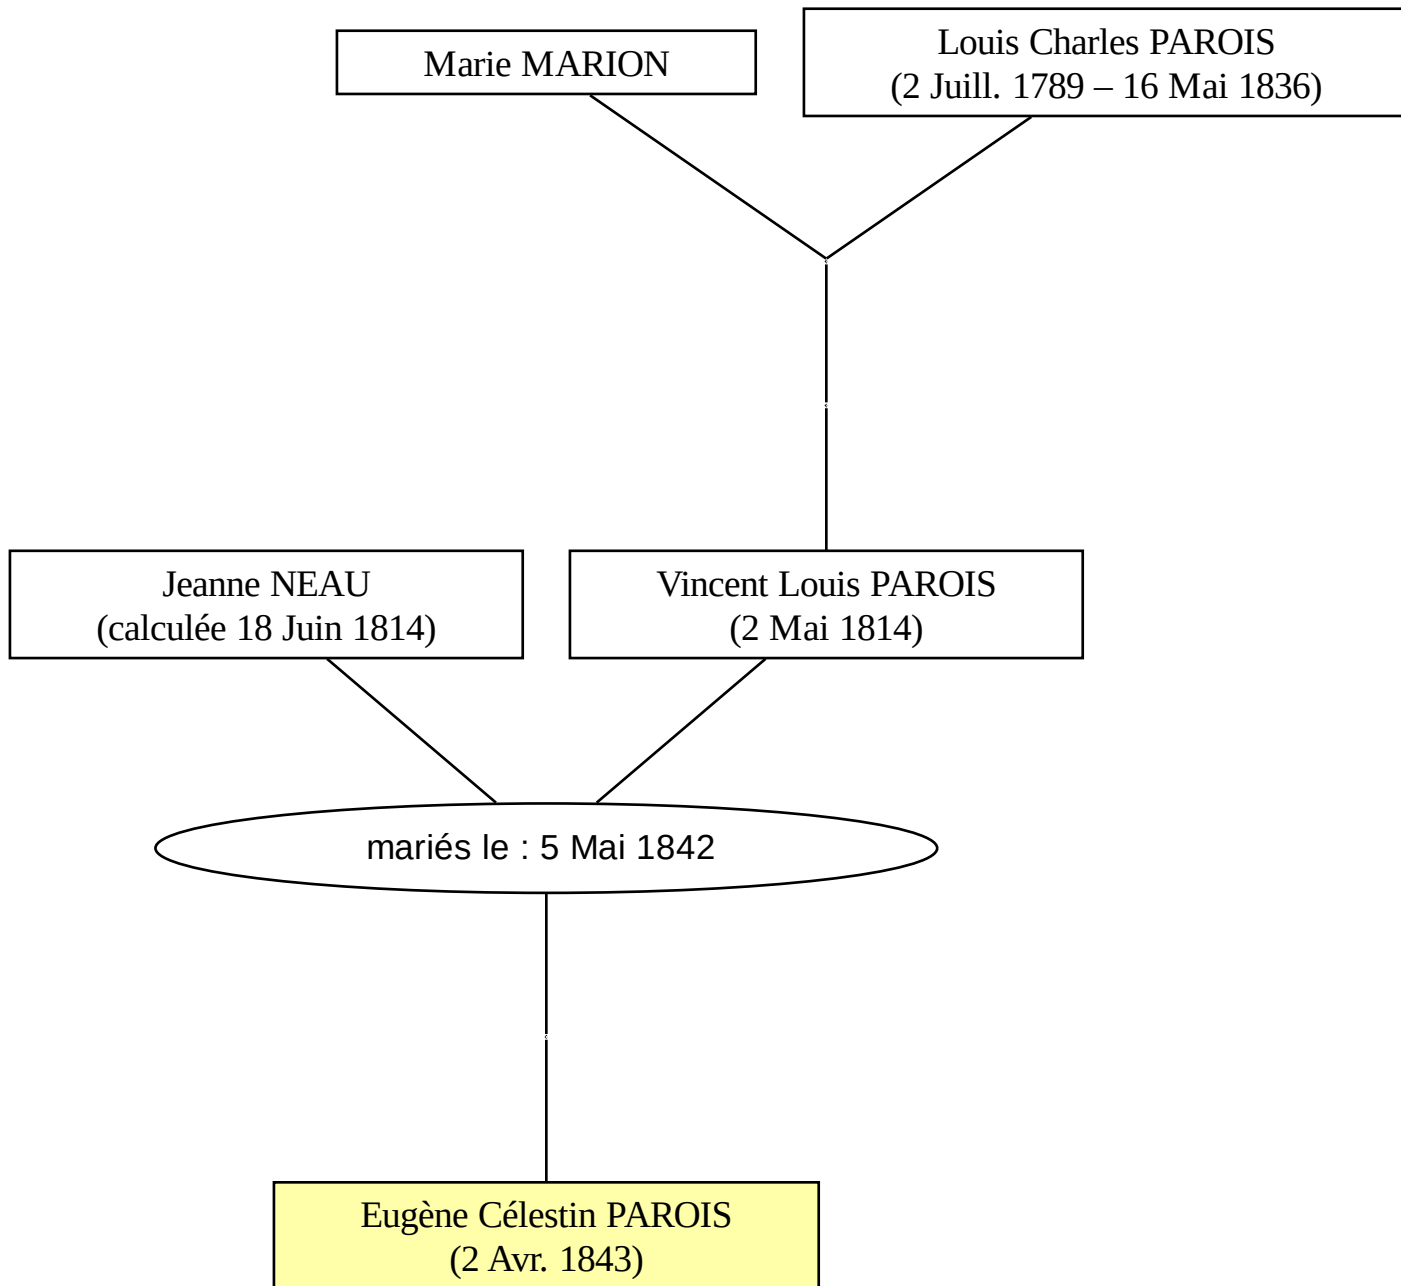 Marie MARION
Louis Charles PAROIS
(2 Juill. 1789 – 16 Mai 1836)
Jeanne NEAU
(calculée 18 Juin 1814)
Vincent Louis PAROIS
(2 Mai 1814)
mariés le : 5 Mai 1842
Eugène Célestin PAROIS
(2 Avr. 1843)